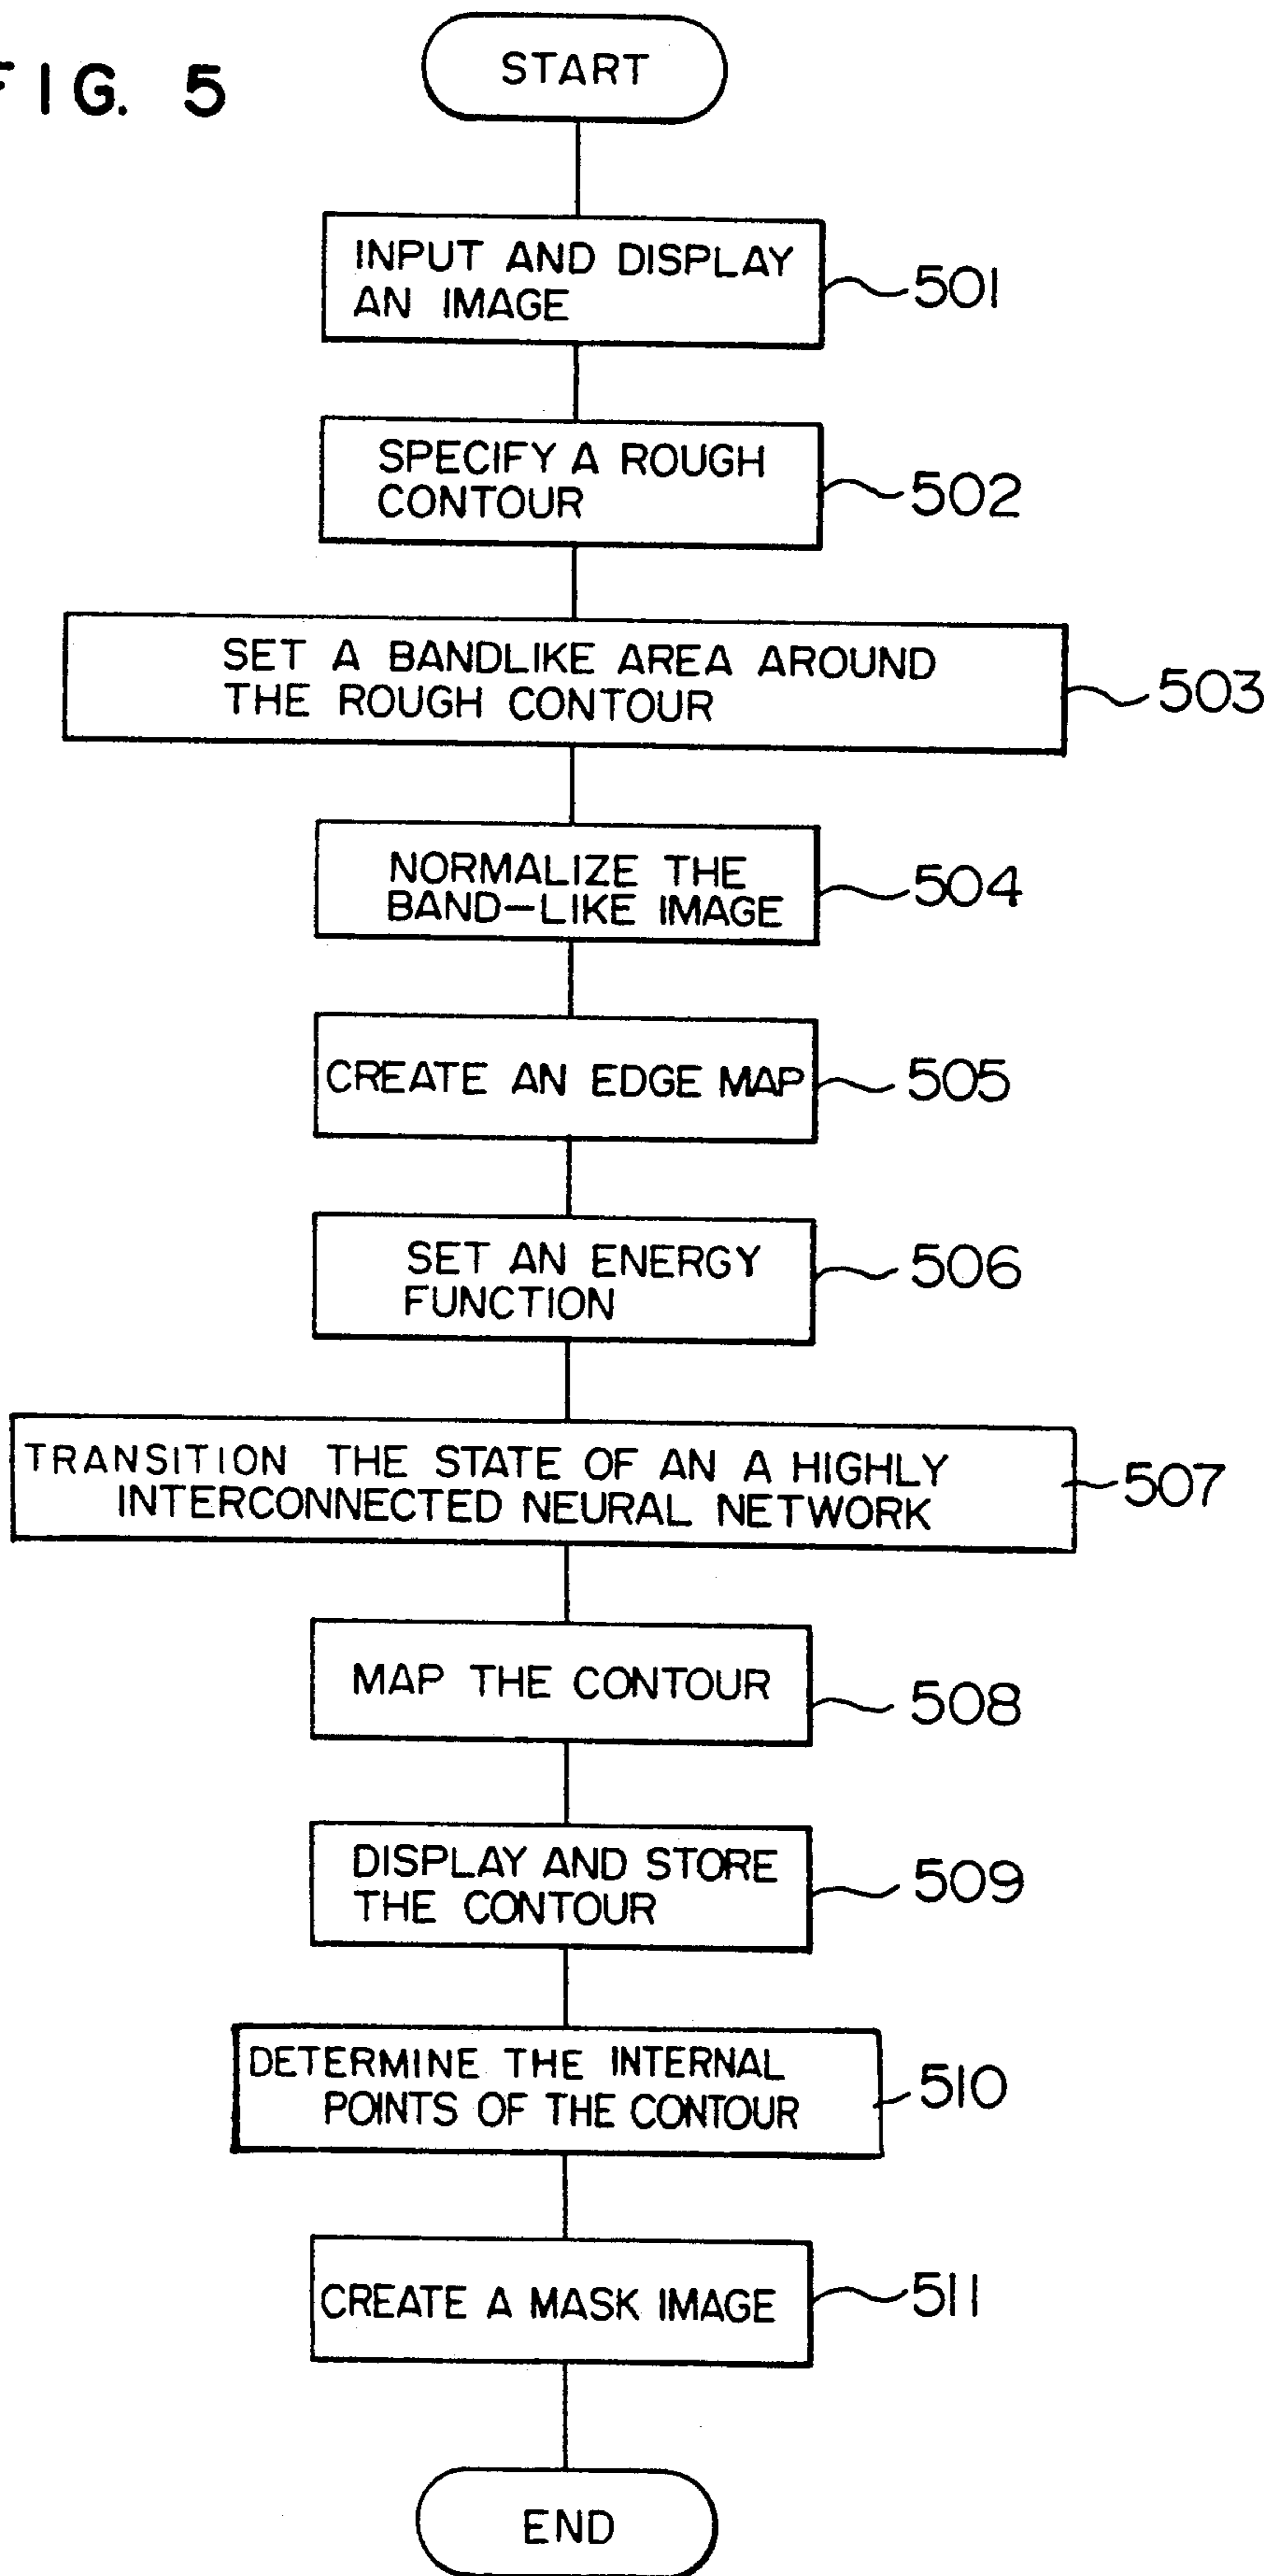 FIG. 5
START
INPUT AND DISPLAY
AN IMAGE
501
SPECIFY A ROUGH
CONTOUR
502
SET A BANDLIKE AREA AROUND
THE ROUGH CONTOUR
503
NORMALIZE THE
BAND-LIKE IMAGE
504
CREATE AN EDGE MAP
505
SET AN ENERGY
FUNCTION
506
TRANSITION THE STATE OF AN A HIGHLY
INTERCONNECTED NEURAL NETWORK
507
MAP THE CONTOUR
508
DISPLAY AND STORE
THE CONTOUR
509
DETERMINE THE INTERNAL
POINTS OF THE CONTOUR
510
CREATE A MASK IMAGE
511
END